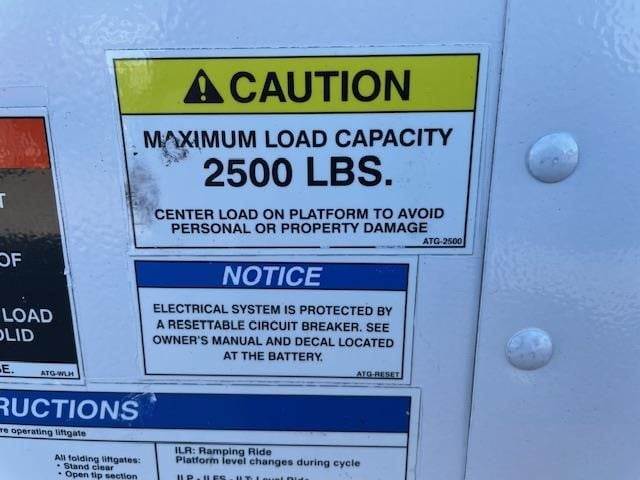 CAUTION
MAXIMUM LOAD CAPACITY
2500 LBS.
CENTER LOAD ON PLATFORM TO AVOID
PERSONAL OR PROPERTY DAMAGE
ATG-2500
NOTICE
ELECTRICAL SYSTEM IS PROTECTED BY
A RESETTABLE CIRCUIT BREAKER. SEE
OWNER'S MANUAL AND DECAL LOCATED
AT THE BATTERY.
ATG-RESET
T
OF
LOAD
OLID
SE.
ATG-WLH
RUCTIONS
re operating liftgate
All folding liftgates:
• Stand clear
• Open tip section
ILR: Ramping Ride
Platform level changes during cycle